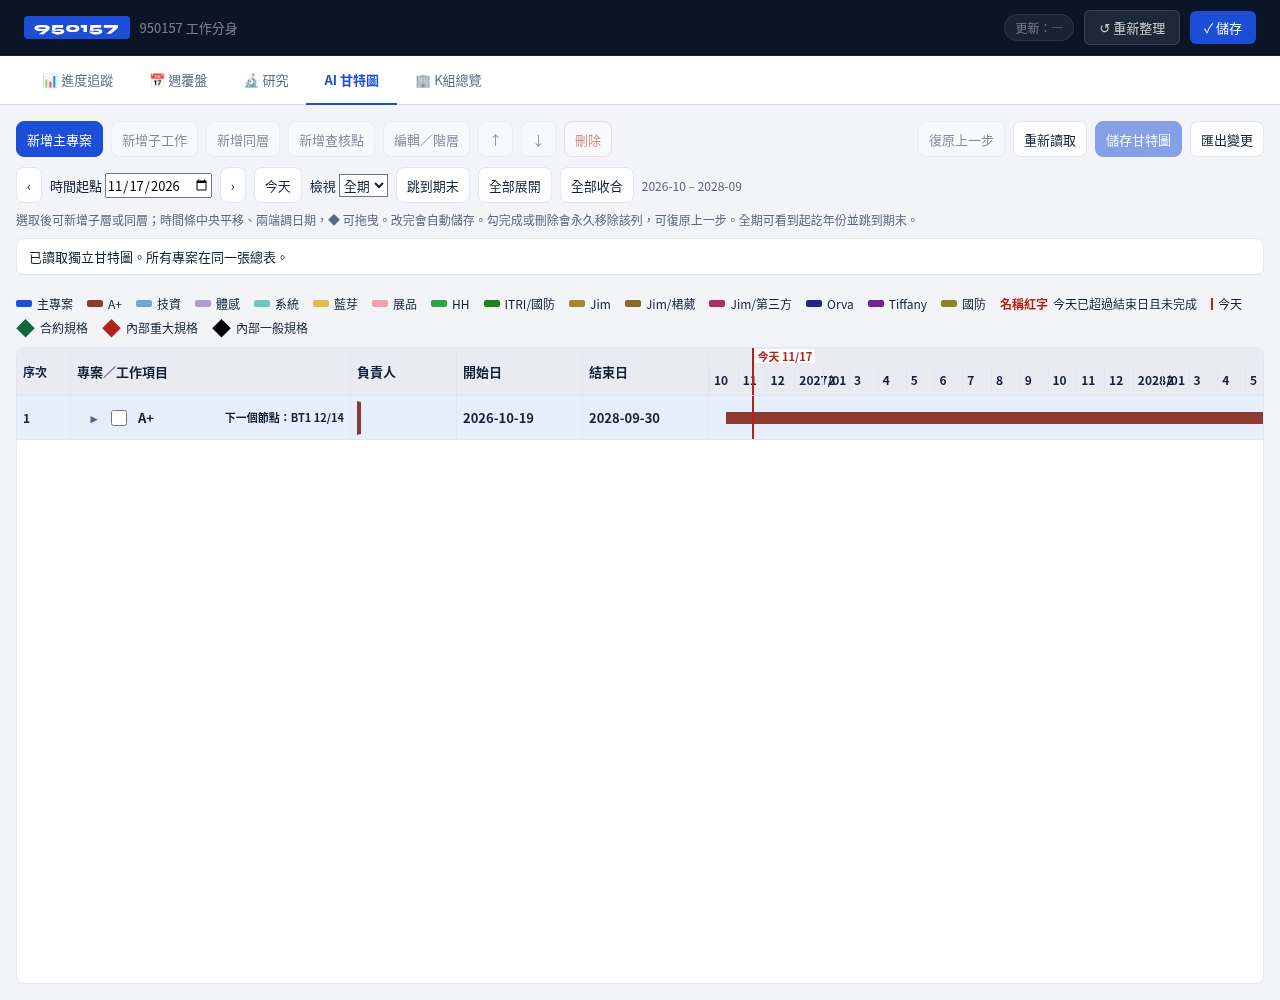 950157 950157 工作分身 更新：— ↺ 重新整理 ✓ 儲存
📊 進度追蹤 📅 週覆盤 🔬 研究 AI 甘特圖 🏢 K組總覽
新增主專案 新增子工作 新增同層 新增查核點 編輯／階層 ↑ ↓ 刪除 復原上一步 重新讀取 儲存甘特圖 匯出變更
‹ 時間起點 11/17/2026 › 今天 檢視 全期 跳到期末 全部展開 全部收合 2026-10 – 2028-09
選取後可新增子層或同層；時間條中央平移、兩端調日期，◆ 可拖曳。改完會自動儲存。勾完成或刪除會永久移除該列，可復原上一步。全期可看到起訖年份並跳到期末。
已讀取獨立甘特圖。所有專案在同一張總表。
主專案 A+ 技資 體感 系統 藍芽 展品 HH ITRI/國防 Jim Jim/桾葳 Jim/第三方 Orva Tiffany 國防 名稱紅字 今天已超過結束日且未完成 今天
合約規格 內部重大規格 內部一般規格
今天 11/17
序次 專案／工作項目 負責人 開始日 結束日 10 11 12 2027/01 3 4 5 6 7 8 9 10 11 12 2028/01 3 4 5
1 ▸ A+ 下一個節點：BT1 12/14 2026-10-19 2028-09-30